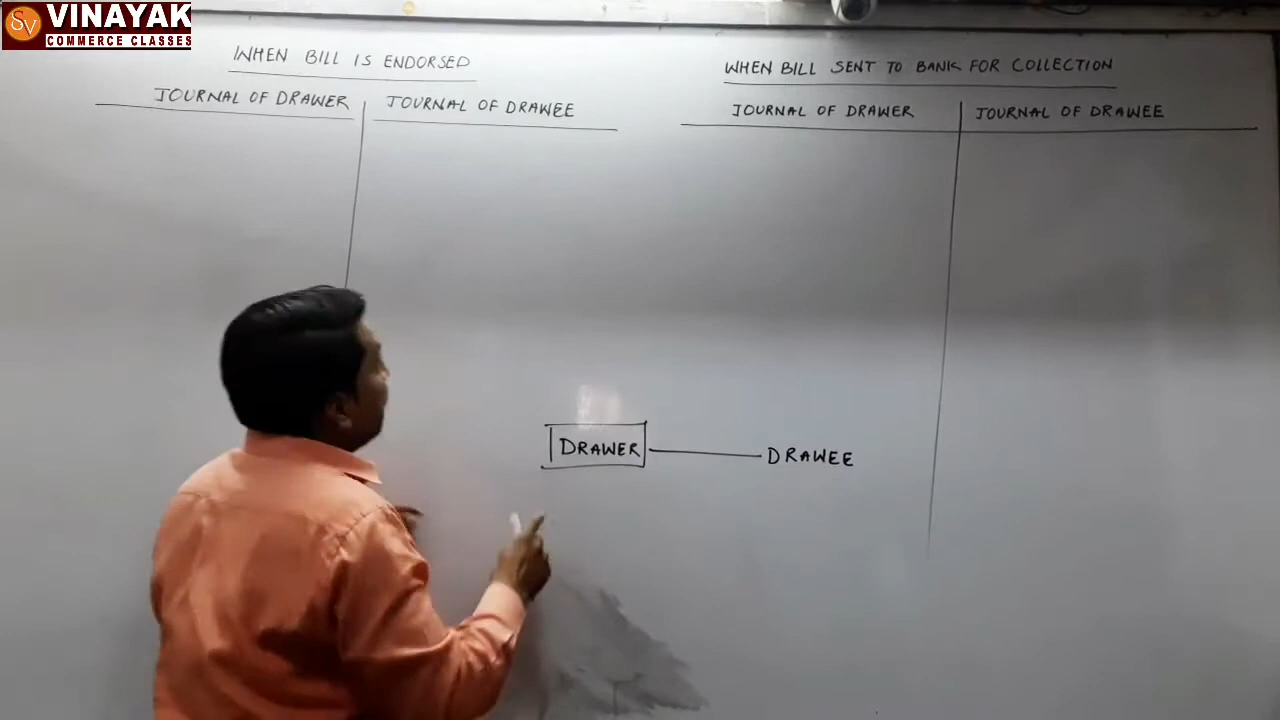 SV VINAYAK
COMMERCE CLASSES
WHEN BILL IS ENDORSED
JOURNAL OF DRAWER
JOURNAL OF DRAWEE
WHEN BILL SENT TO BANK FOR COLLECTION
JOURNAL OF DRAWER
JOURNAL OF DRAWEE
DRAWER
DRAWEE